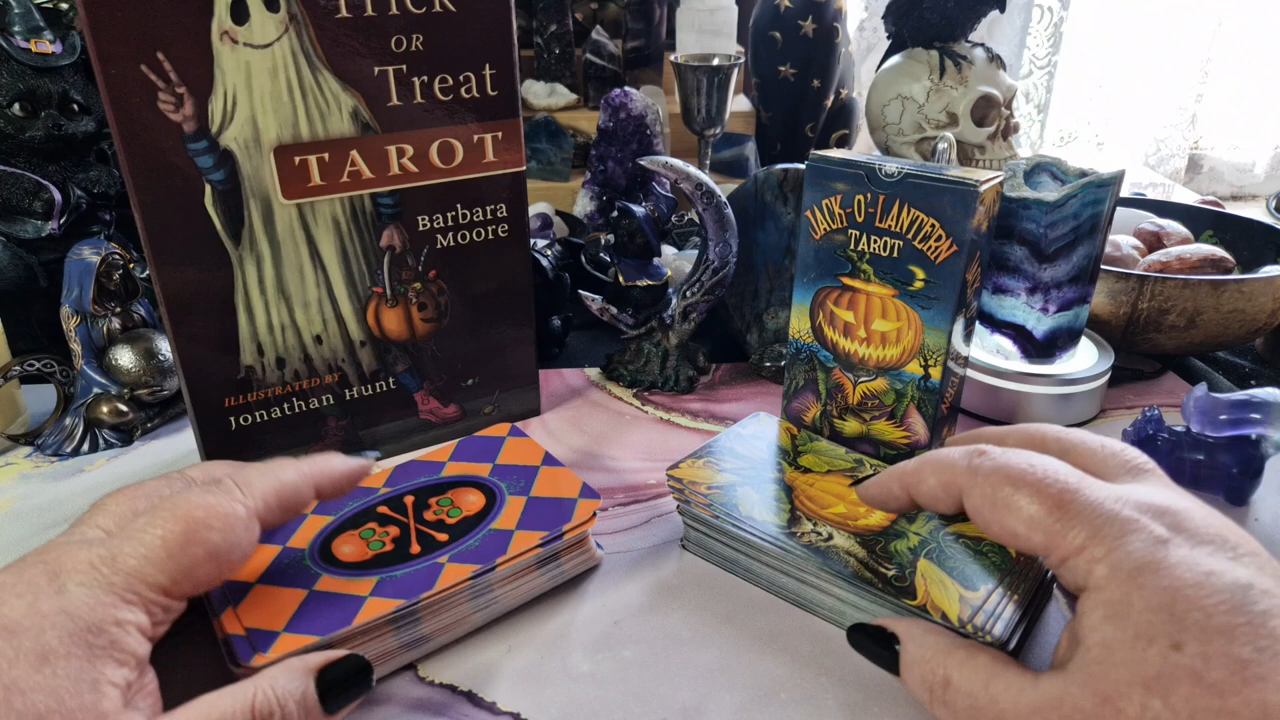 Trick
OR
Treat
TAROT
Barbara
Moore
ILLUSTRATED BY
Jonathan Hunt
JACK-O'-LANTERN
TAROT